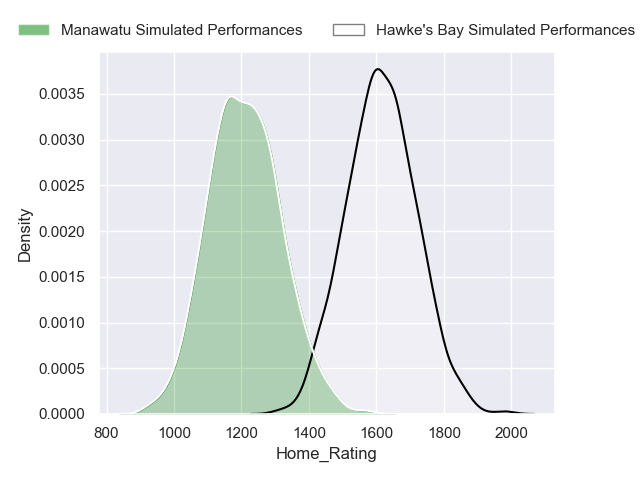 Manawatu Simulated Performances
Hawke's Bay Simulated Performances
0.0035
0.0030
0.0025
0.0020
0.0015
0.0010
0.0005
0.0000
Density
800 1000 1200 1400 1600 1800 2000
Home_Rating